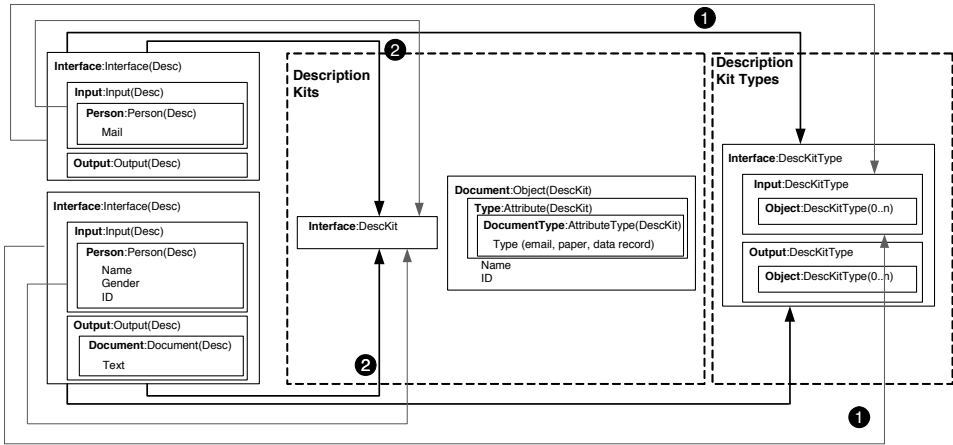 1
2
Interface:Interface(Desc)
Input:Input(Desc)
Person:Person(Desc)
Mail
Output:Output(Desc)
Interface:Interface(Desc)
Input:Input(Desc)
Person:Person(Desc)
Name
Gender
ID
Output:Output(Desc)
Document:Document(Desc)
Text
Description
Kits
Interface:DescKit
Document:Object(DescKit)
Type:Attribute(DescKit)
DocumentType:AttributeType(DescKit)
Type (email, paper, data record)
Name
ID
2
Description
Kit Types
Interface:DescKitType
Input:DescKitType
Object:DescKitType(0..n)
Output:DescKitType
Object:DescKitType(0..n)
1